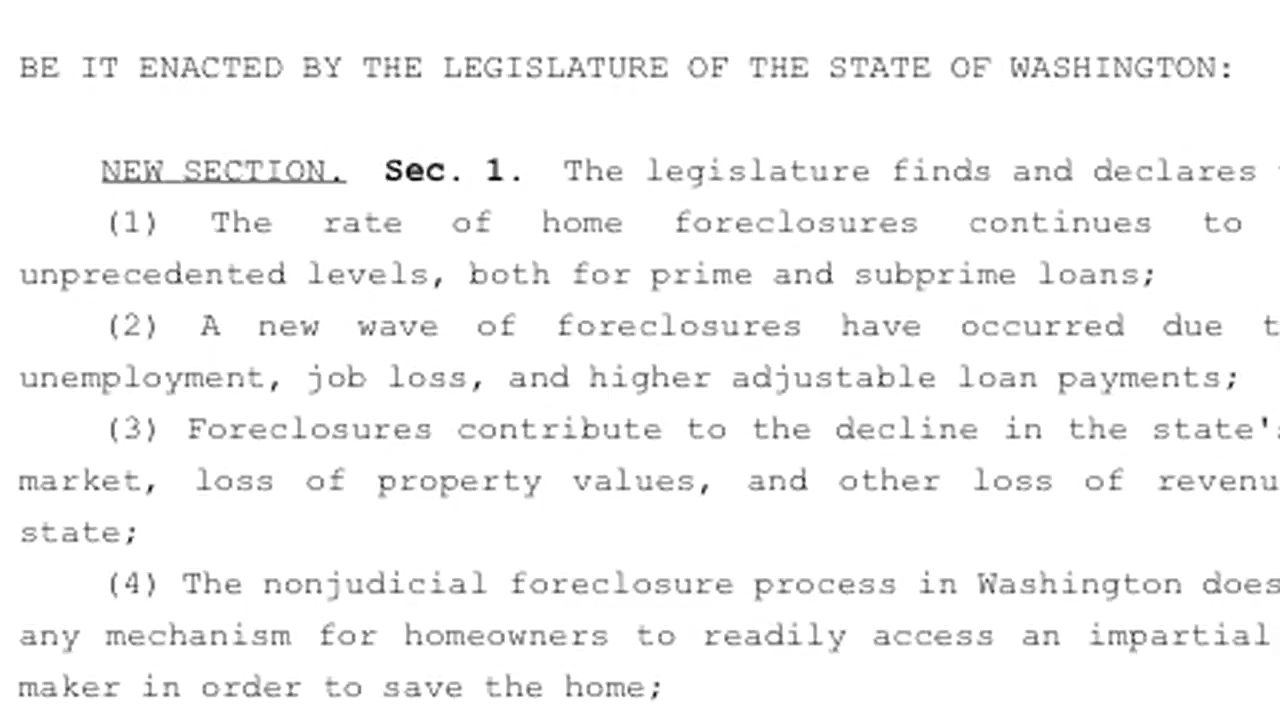 BE IT ENACTED BY THE LEGISLATURE OF THE STATE OF WASHINGTON:
NEW SECTION. Sec. 1. The legislature finds and declares
(1) The rate of home foreclosures continues to
unprecedented levels, both for prime and subprime loans;
(2) A new wave of foreclosures have occurred due
unemployment, job loss, and higher adjustable loan payments;
(3) Foreclosures contribute to the decline in the state's
market, loss of property values, and other loss of revenu
state;
(4) The nonjudicial foreclosure process in Washington does
any mechanism for homeowners to readily access an impartial
maker in order to save the home;